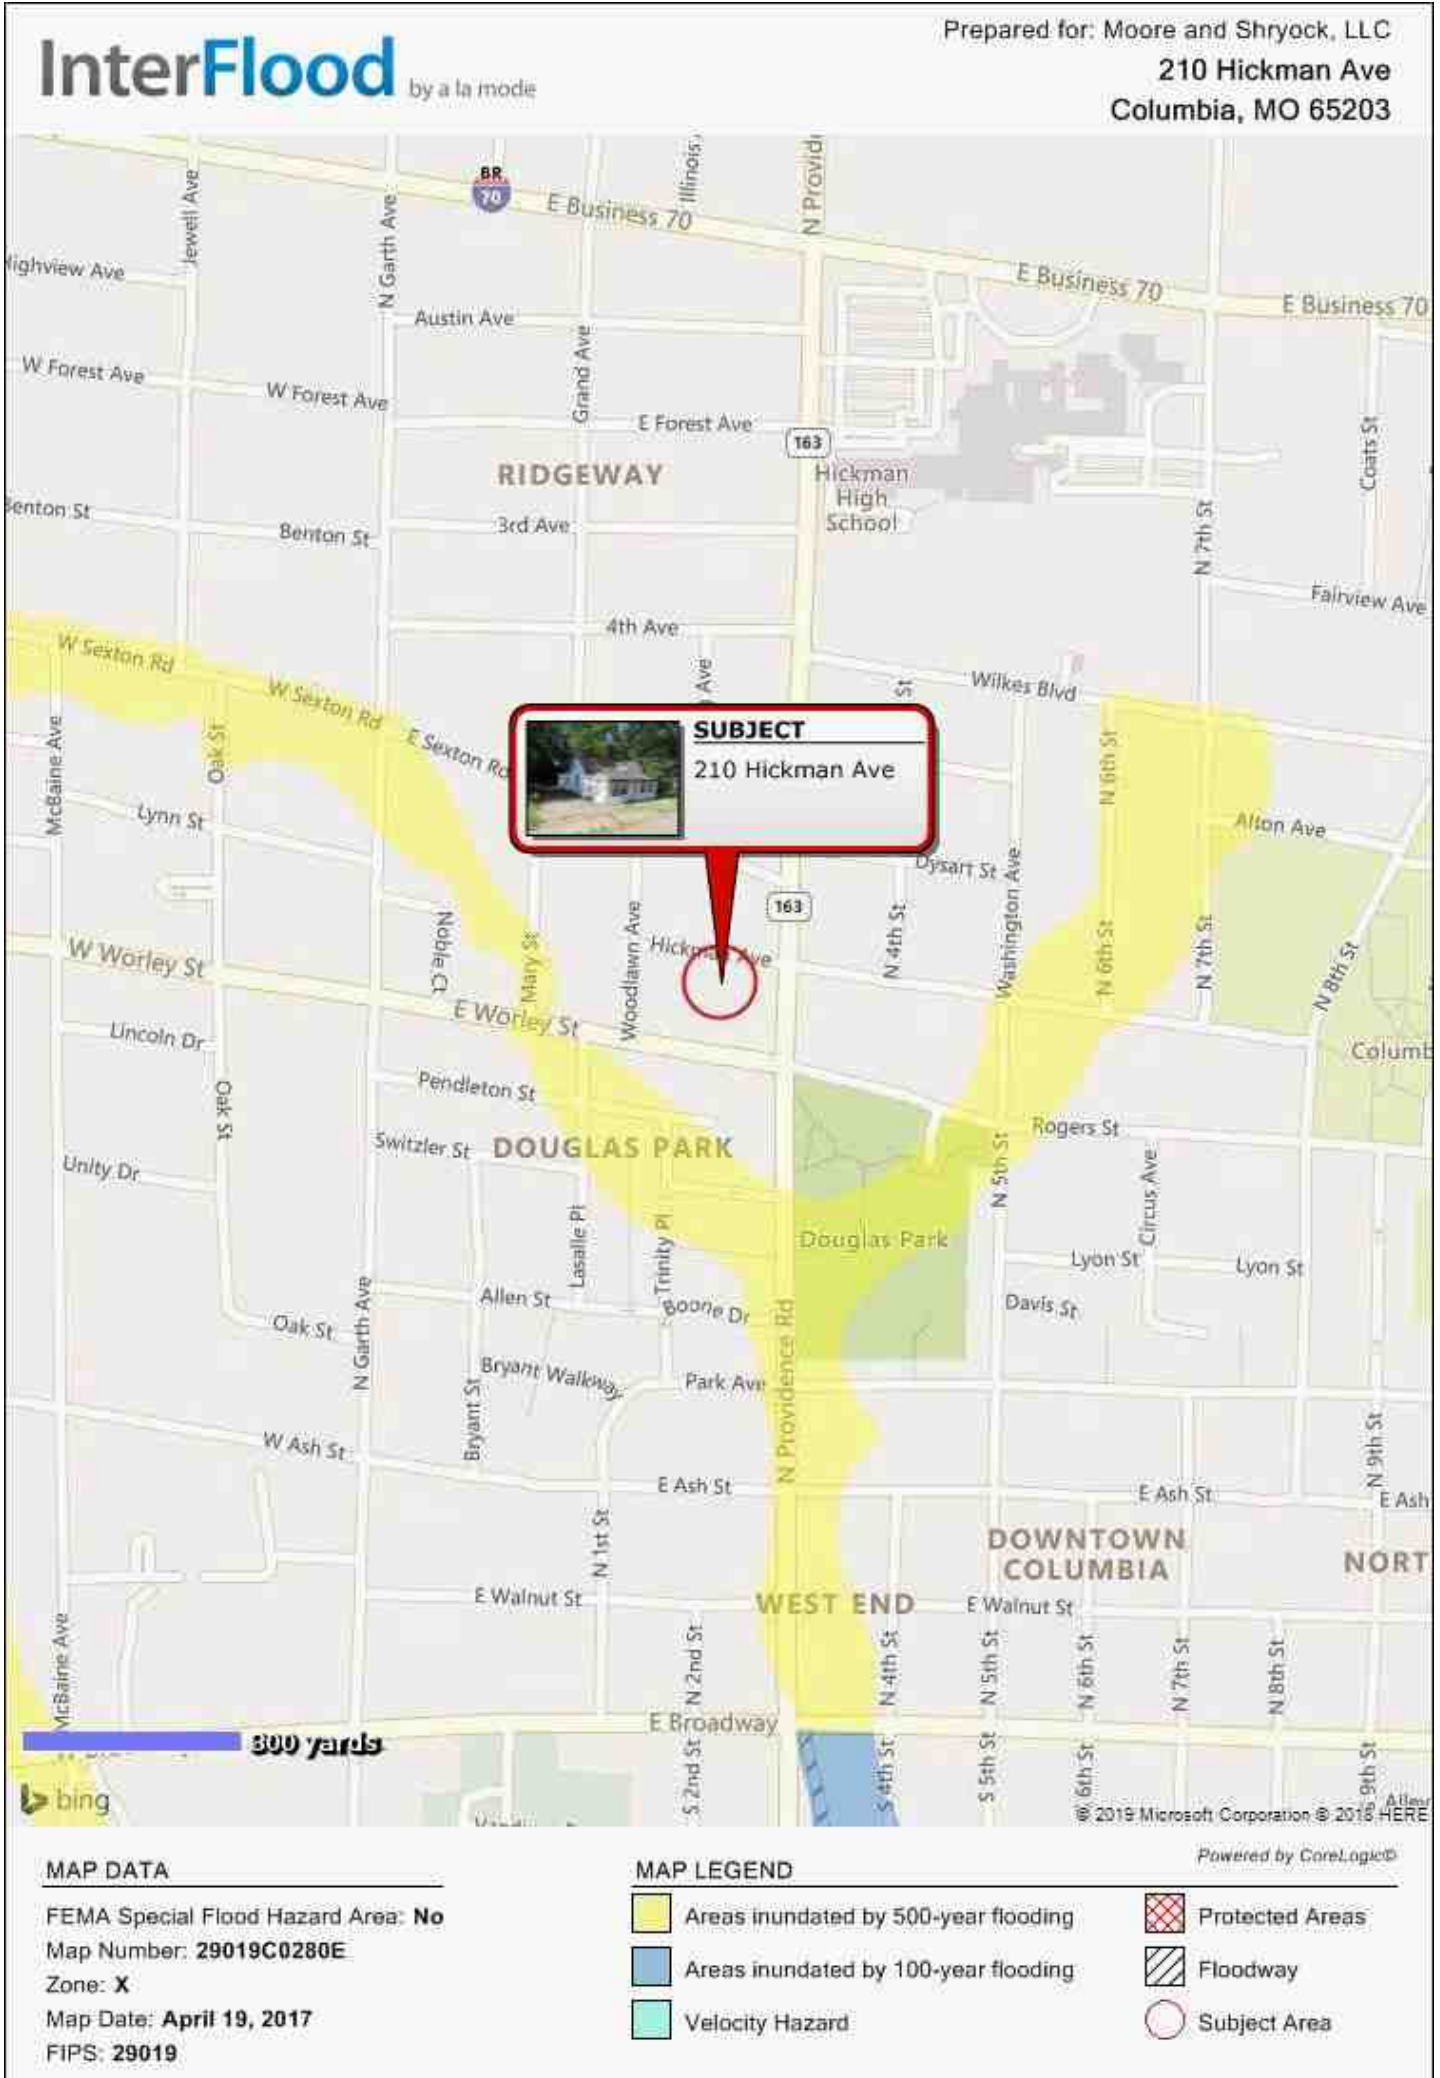 InterFlood by a la mode
Prepared for: Moore and Shryock, LLC
210 Hickman Ave
Columbia, MO 65203
BR
70
Illinois
N Provid
Jewell Ave
N Garth Ave
E Business 70
E Business 70
E Business 70
Highview Ave
Austin Ave
Grand Ave
W Forest Ave
W Forest Ave
E Forest Ave
163
RIDGEWAY
Hickman
High
School
Coats St
Benton St
Benton St
3rd Ave
N 7th St
Fairview Ave
4th Ave
W Sexton Rd
W Sexton Rd
E Sexton Rd
Ave
St
Wilkes Blvd
SUBJECT
210 Hickman Ave
McBaine Ave
Oak St
N 6th St
Lynn St
Alton Ave
Dysart St
Washington Ave
163
Noble Ct
Mary St
Woodlawn Ave
Hickman Ave
N 4th St
N 6th St
N 7th St
N 8th St
W Worley St
E Worley St
Lincoln Dr
Columb
Oak St
Pendleton St
Switzler St
DOUGLAS PARK
Rogers St
N 5th St
Circus Ave
Unity Dr
Lasalle Pl
Trinity Pl
Douglas Park
Lyon St
Lyon St
Allen St
Boone Dr
Davis St
Oak St
N Garth Ave
N Providence Rd
Bryant Walkway
Park Ave
Bryant St
W Ash St
E Ash St
E Ash St
E Ash
N 9th St
N 1st St
DOWNTOWN
COLUMBIA
NORT
E Walnut St
WEST END
E Walnut St
McBaine Ave
N 2nd St
N 4th St
N 5th St
N 6th St
N 7th St
N 8th St
E Broadway
800 yards
S 2nd St
S 4th St
S 5th St
6th St
S 9th St
bing
© 2019 Microsoft Corporation © 2018 HERE
Powered by CoreLogic©
MAP DATA
FEMA Special Flood Hazard Area: No
Map Number: 29019C0280E
Zone: X
Map Date: April 19, 2017
FIPS: 29019
MAP LEGEND
Areas inundated by 500-year flooding
Areas inundated by 100-year flooding
Velocity Hazard
Protected Areas
Floodway
Subject Area